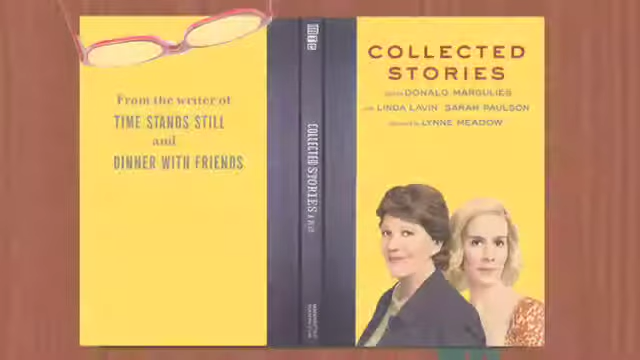 From the writer of
TIME STANDS STILL
and
DINNER WITH FRIENDS
COLLECTED STORIES
COLLECTED
STORIES
DONALD MARGULIES
LINDA LAVIN SARAH PAULSON
LYNNE MEADOW